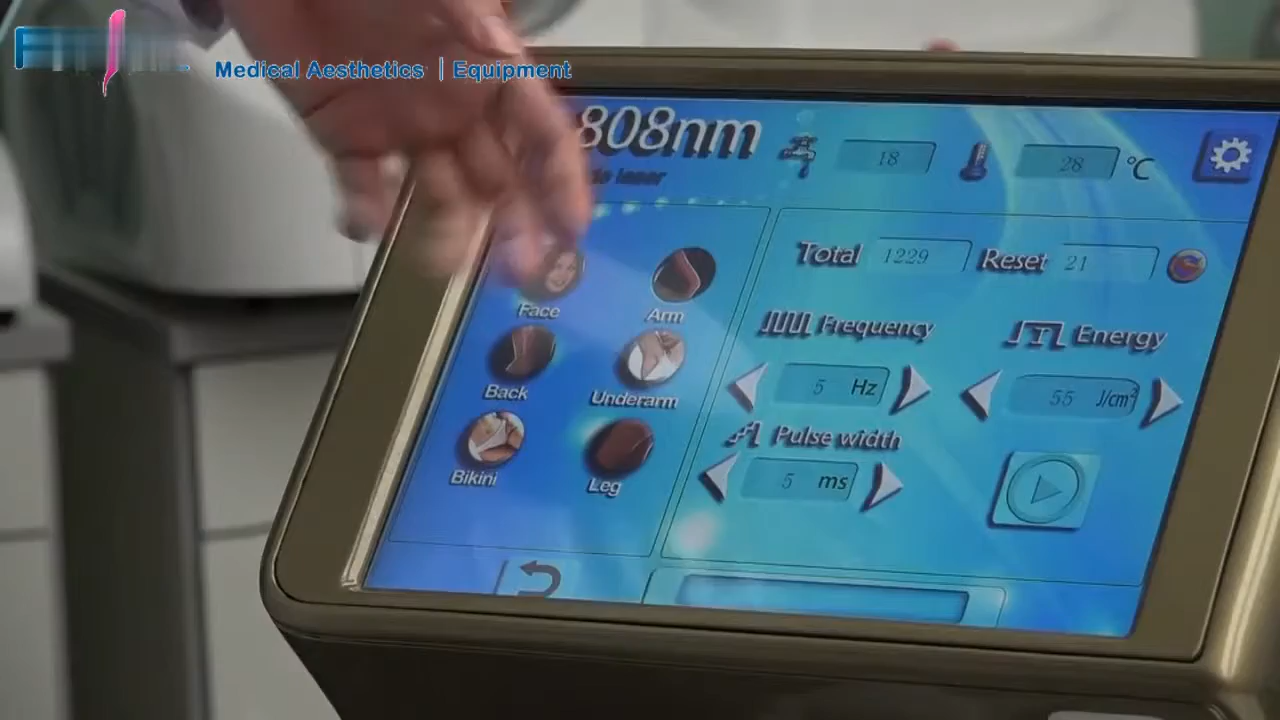 Medical Aesthetics | Equipment
808nm
laser
18
28 °C
Total 1229 Reset 21
Face
Arm
Frequency
Energy
Back
Underarm
5 Hz
55 J/cm²
Pulse width
Bikini
Leg
5 ms